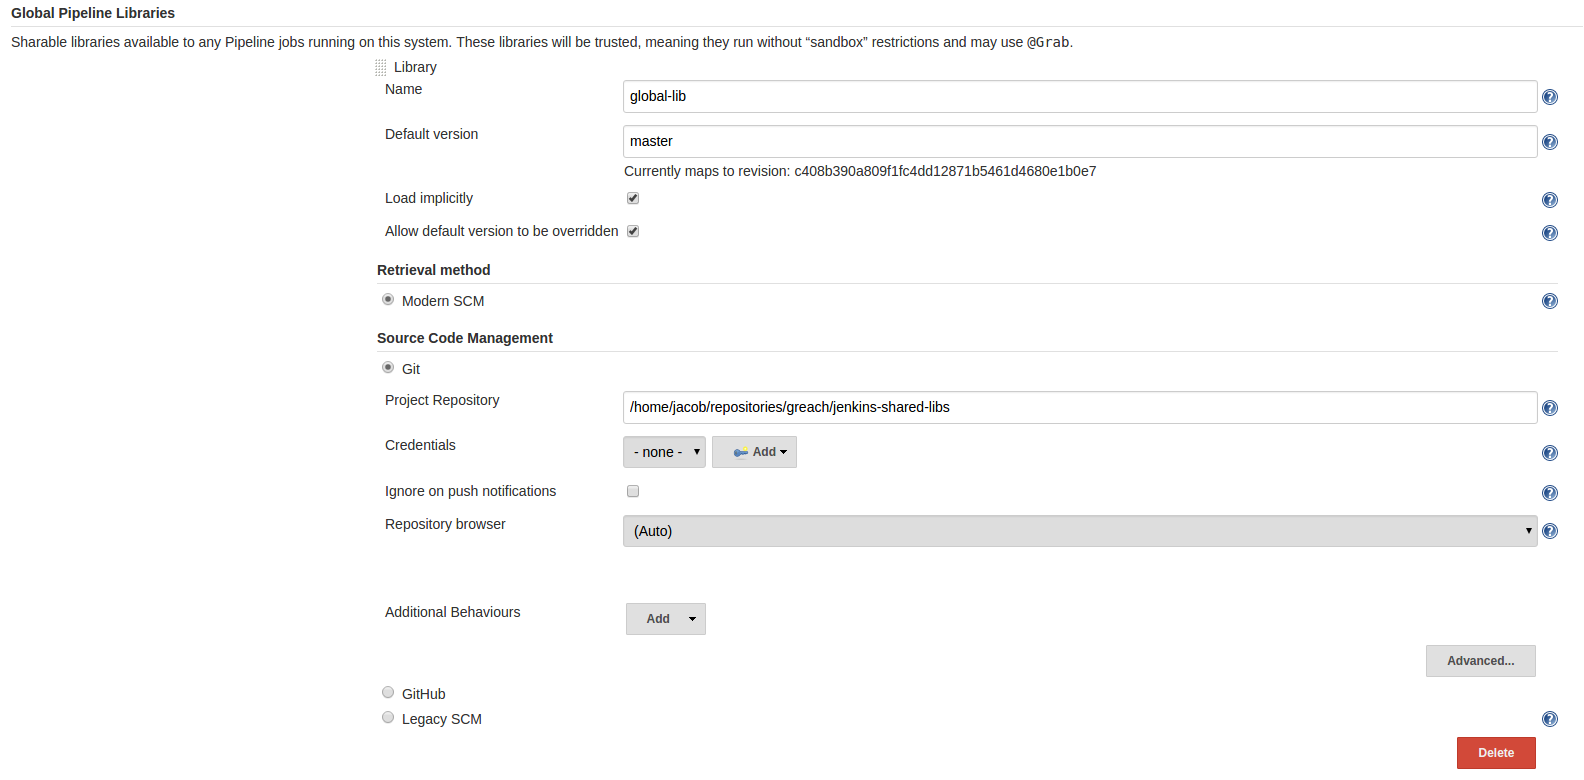 Global Pipeline Libraries
Sharable libraries available to any Pipeline jobs running on this system. These libraries will be trusted, meaning they run without “sandbox” restrictions and may use @Grab.
Library
Name
global-lib
Default version
master
Currently maps to revision: c408b390a809f1fc4dd12871b5461d4680e1b0e7
Load implicitly
Allow default version to be overridden
Retrieval method
Modern SCM
Source Code Management
Git
Project Repository
/home/jacob/repositories/greach/jenkins-shared-libs
Credentials
- none -
Add
Ignore on push notifications
Repository browser
(Auto)
Additional Behaviours
Add
Advanced...
GitHub
Legacy SCM
Delete